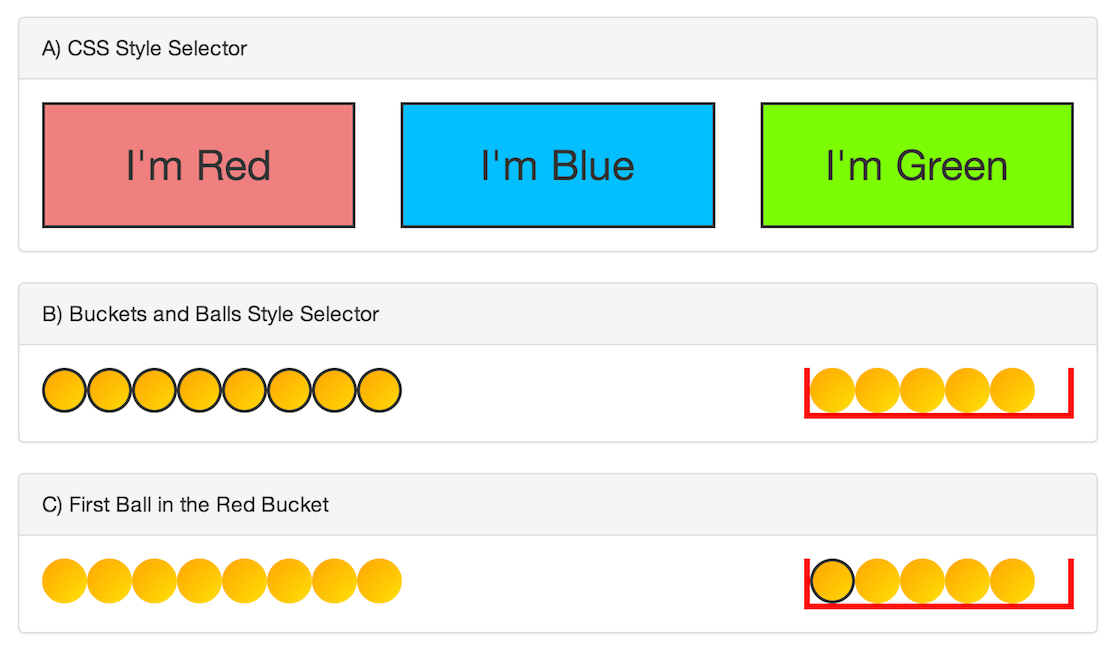 A) CSS Style Selector
I'm Red
I'm Blue
I'm Green
B) Buckets and Balls Style Selector
C) First Ball in the Red Bucket